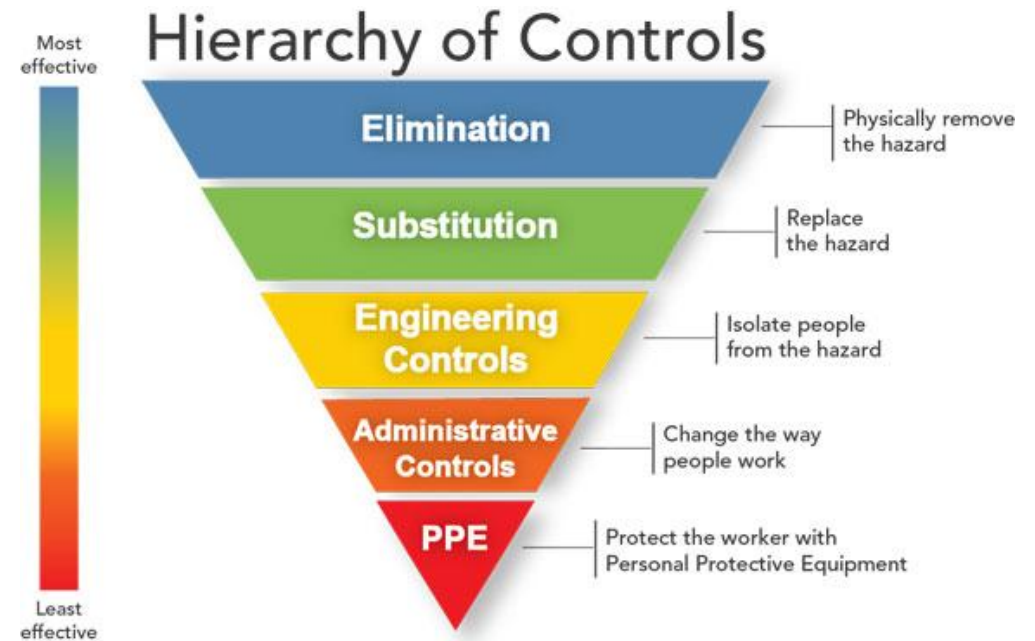 Hierarchy of Controls
Most
effective
Elimination
Physically remove
the hazard
Substitution
Replace
the hazard
Engineering
Controls
Isolate people
from the hazard
Administrative
Controls
Change the way
people work
PPE
Protect the worker with
Personal Protective Equipment
Least
effective